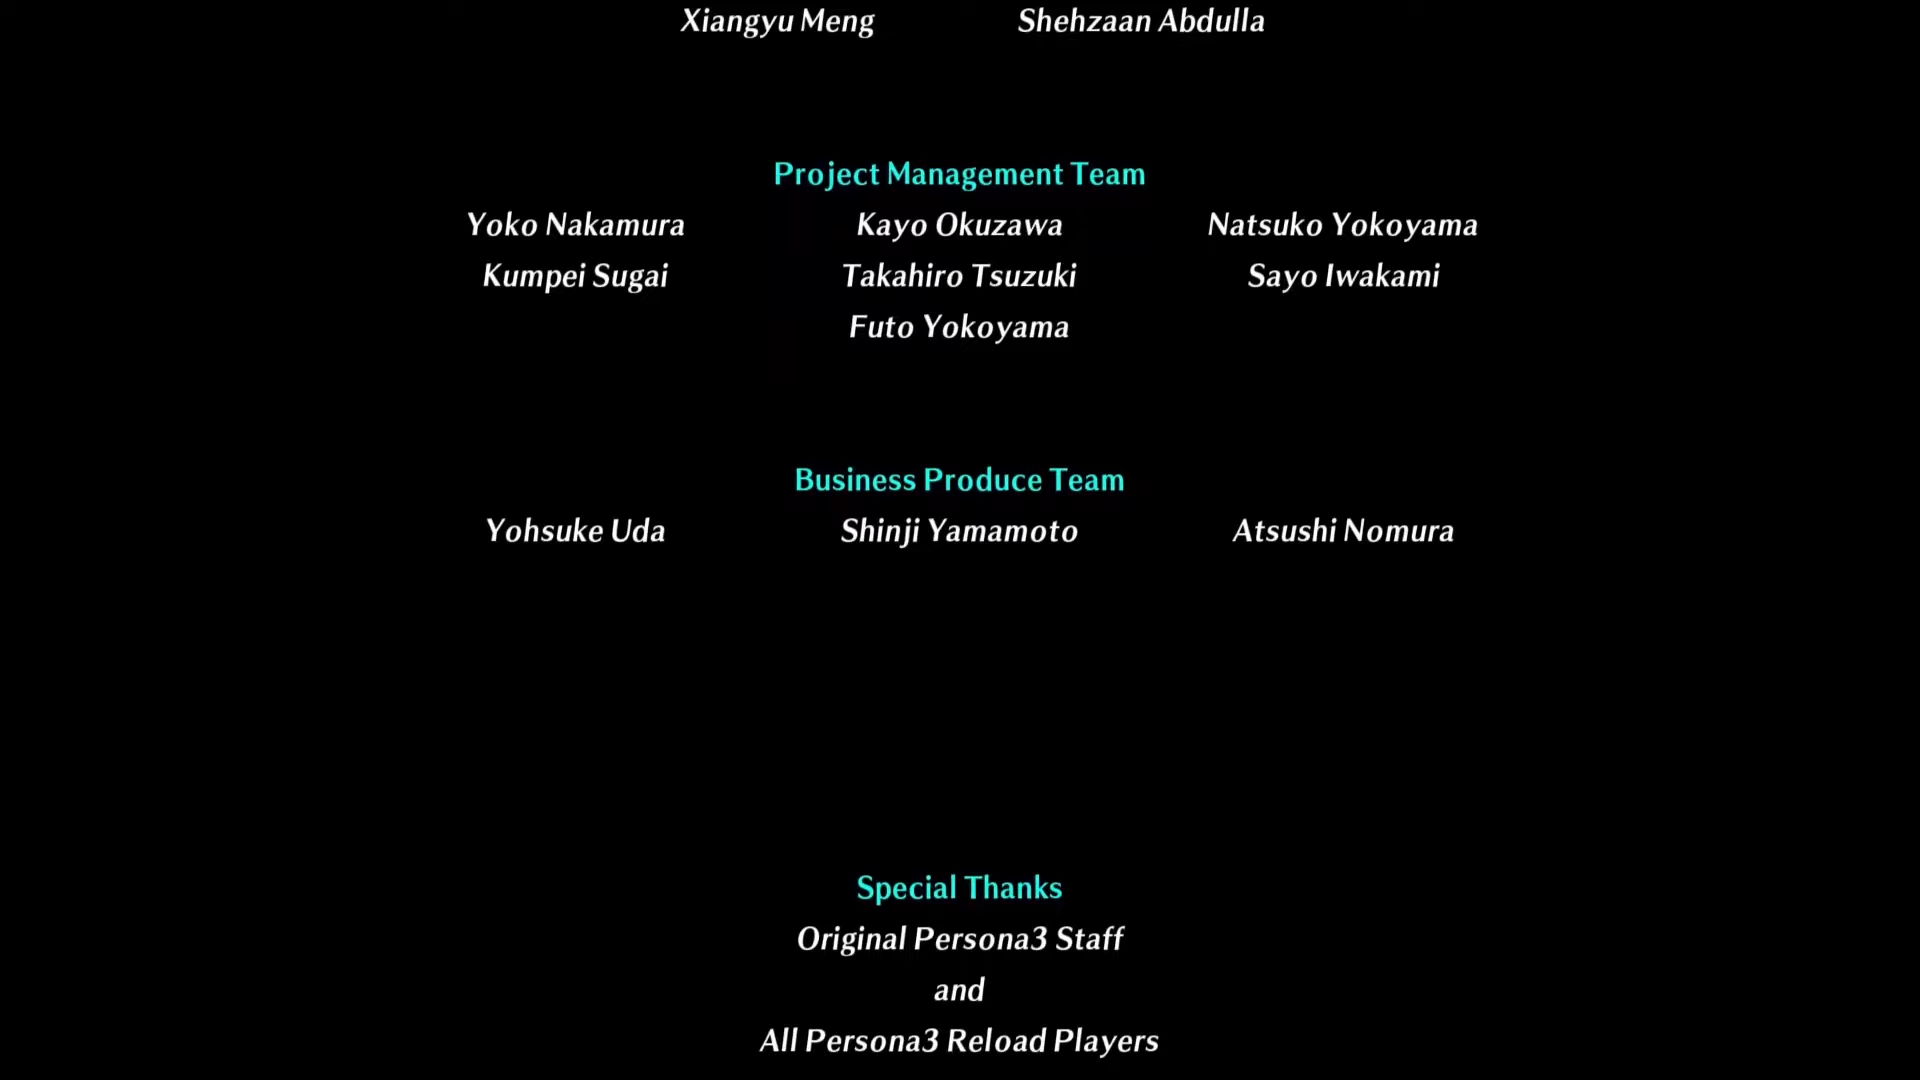 Xiangyu Meng Shehzaan Abdulla
Project Management Team
Yoko Nakamura Kayo Okuzawa Natsuko Yokoyama
Kumpei Sugai Takahiro Tsuzuki Sayo Iwakami
Futo Yokoyama
Business Produce Team
Yohsuke Uda Shinji Yamamoto Atsushi Nomura
Special Thanks
Original Persona3 Staff
and
All Persona3 Reload Players